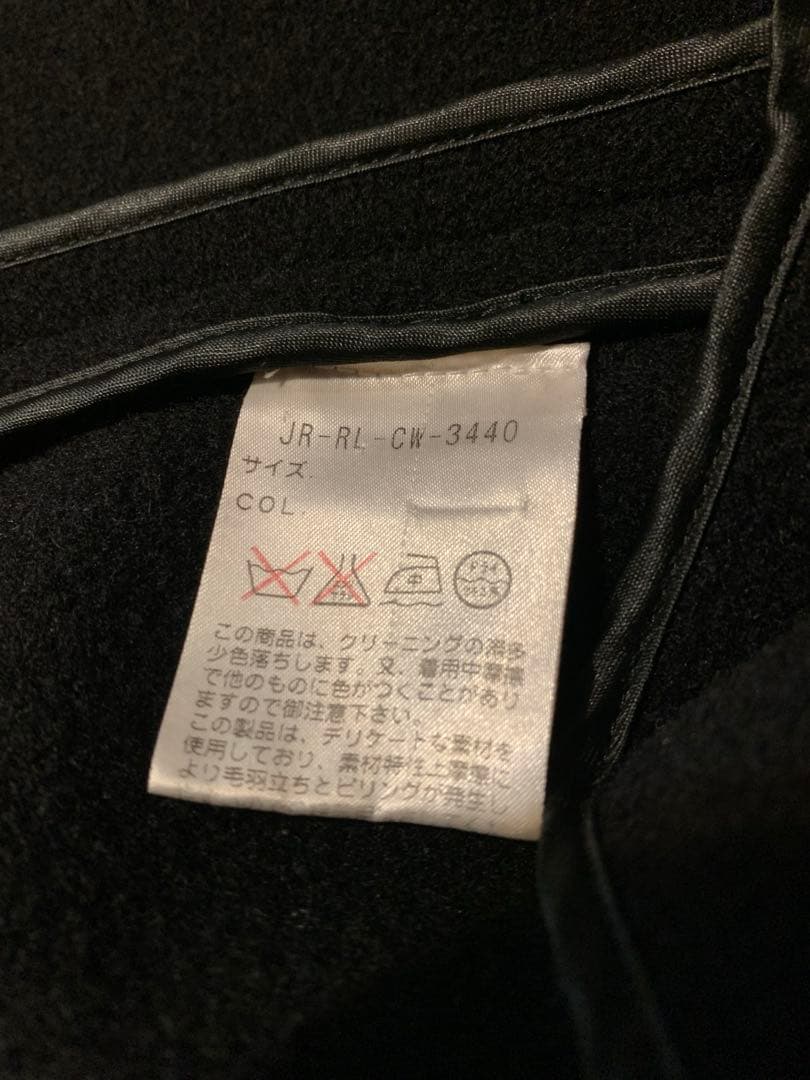 JR-RL-CW-3440
サイズ.
COL.
中
ドライ
この商品は、クリーニングの際多
少色落ちします。又、着用中摩擦
で他のものに色がつくことがあり
ますので御注意下さい。
この製品は、デリケートな素材を
使用しており、素材特性上摩擦に
より毛羽立ちとピリングが発生し